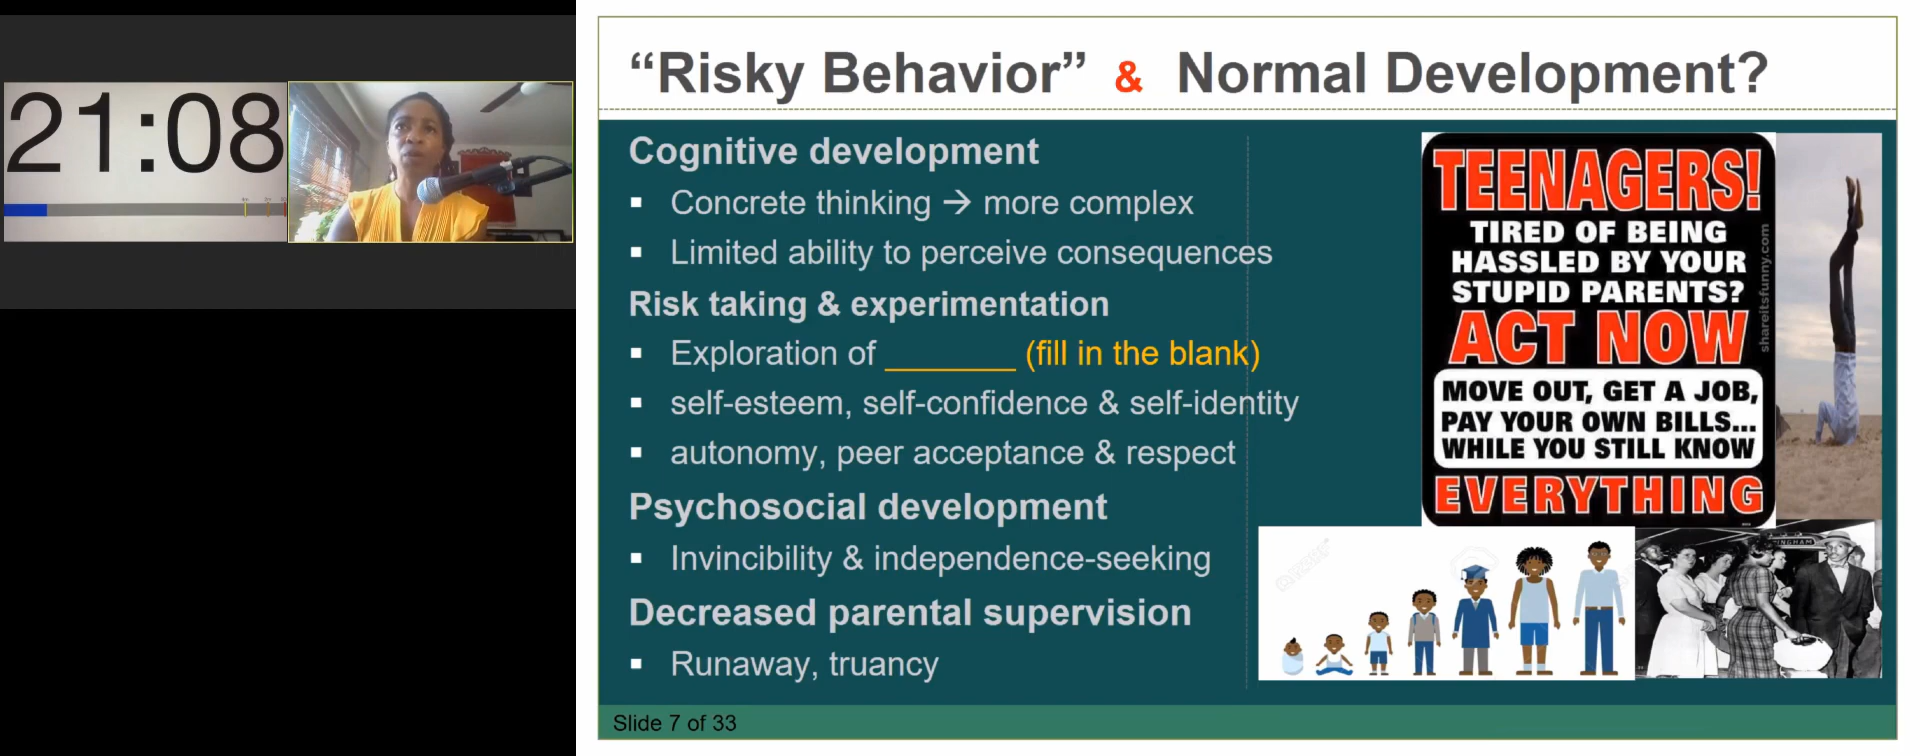 21:08
“Risky Behavior” & Normal Development?
Cognitive development
▪ Concrete thinking → more complex
▪ Limited ability to perceive consequences
Risk taking & experimentation
▪ Exploration of _______ (fill in the blank)
▪ self-esteem, self-confidence & self-identity
▪ autonomy, peer acceptance & respect
Psychosocial development
▪ Invincibility & independence-seeking
Decreased parental supervision
▪ Runaway, truancy
TEENAGERS!
TIRED OF BEING
HASSLED BY YOUR
STUPID PARENTS?
ACT NOW
MOVE OUT, GET A JOB,
PAY YOUR OWN BILLS...
WHILE YOU STILL KNOW
EVERYTHING
shareitsfunny.com
Slide 7 of 33